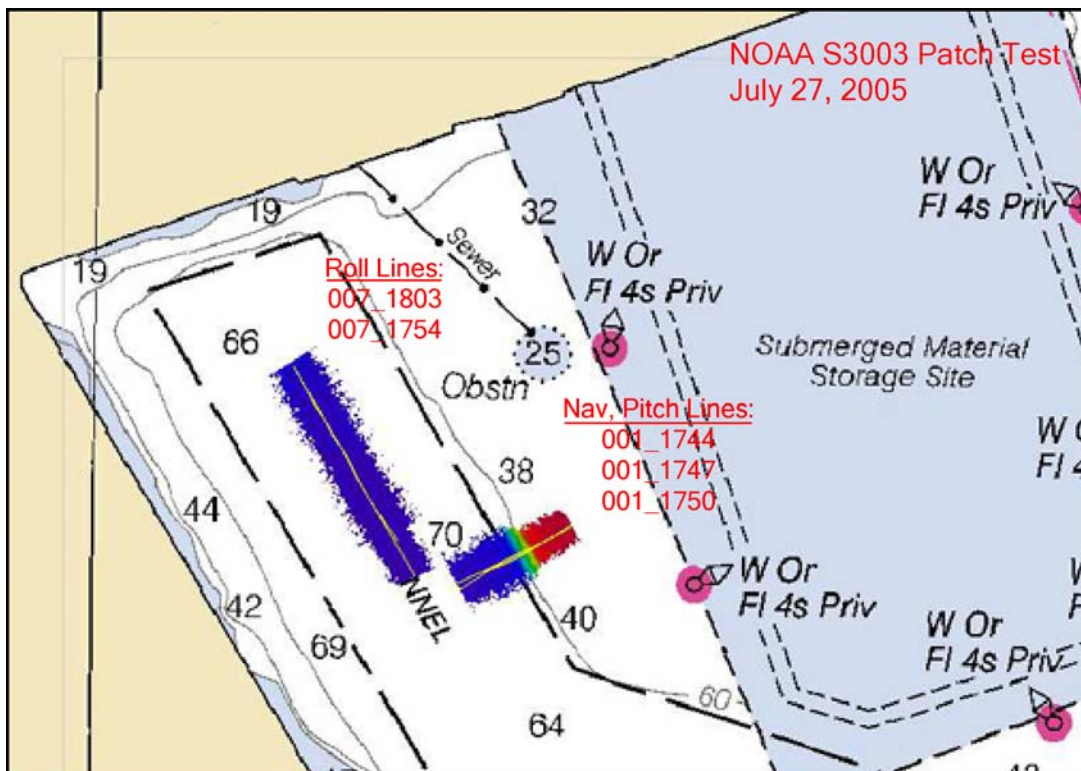 NOAA S3003 Patch Test
July 27, 2005
W Or
Fl 4s Priv
32
19
Sewer
19
W Or
Fl 4s Priv
Roll Lines:
007_1803
007_1754
66
25
Obstn
Submerged Material
Storage Site
Nav, Pitch Lines:
001_1744
001_1747
001_1750
38
44
70
W Or
Fl 4s Priv
NNEL
42
40
69
W Or
Fl 4s Priv
60
64